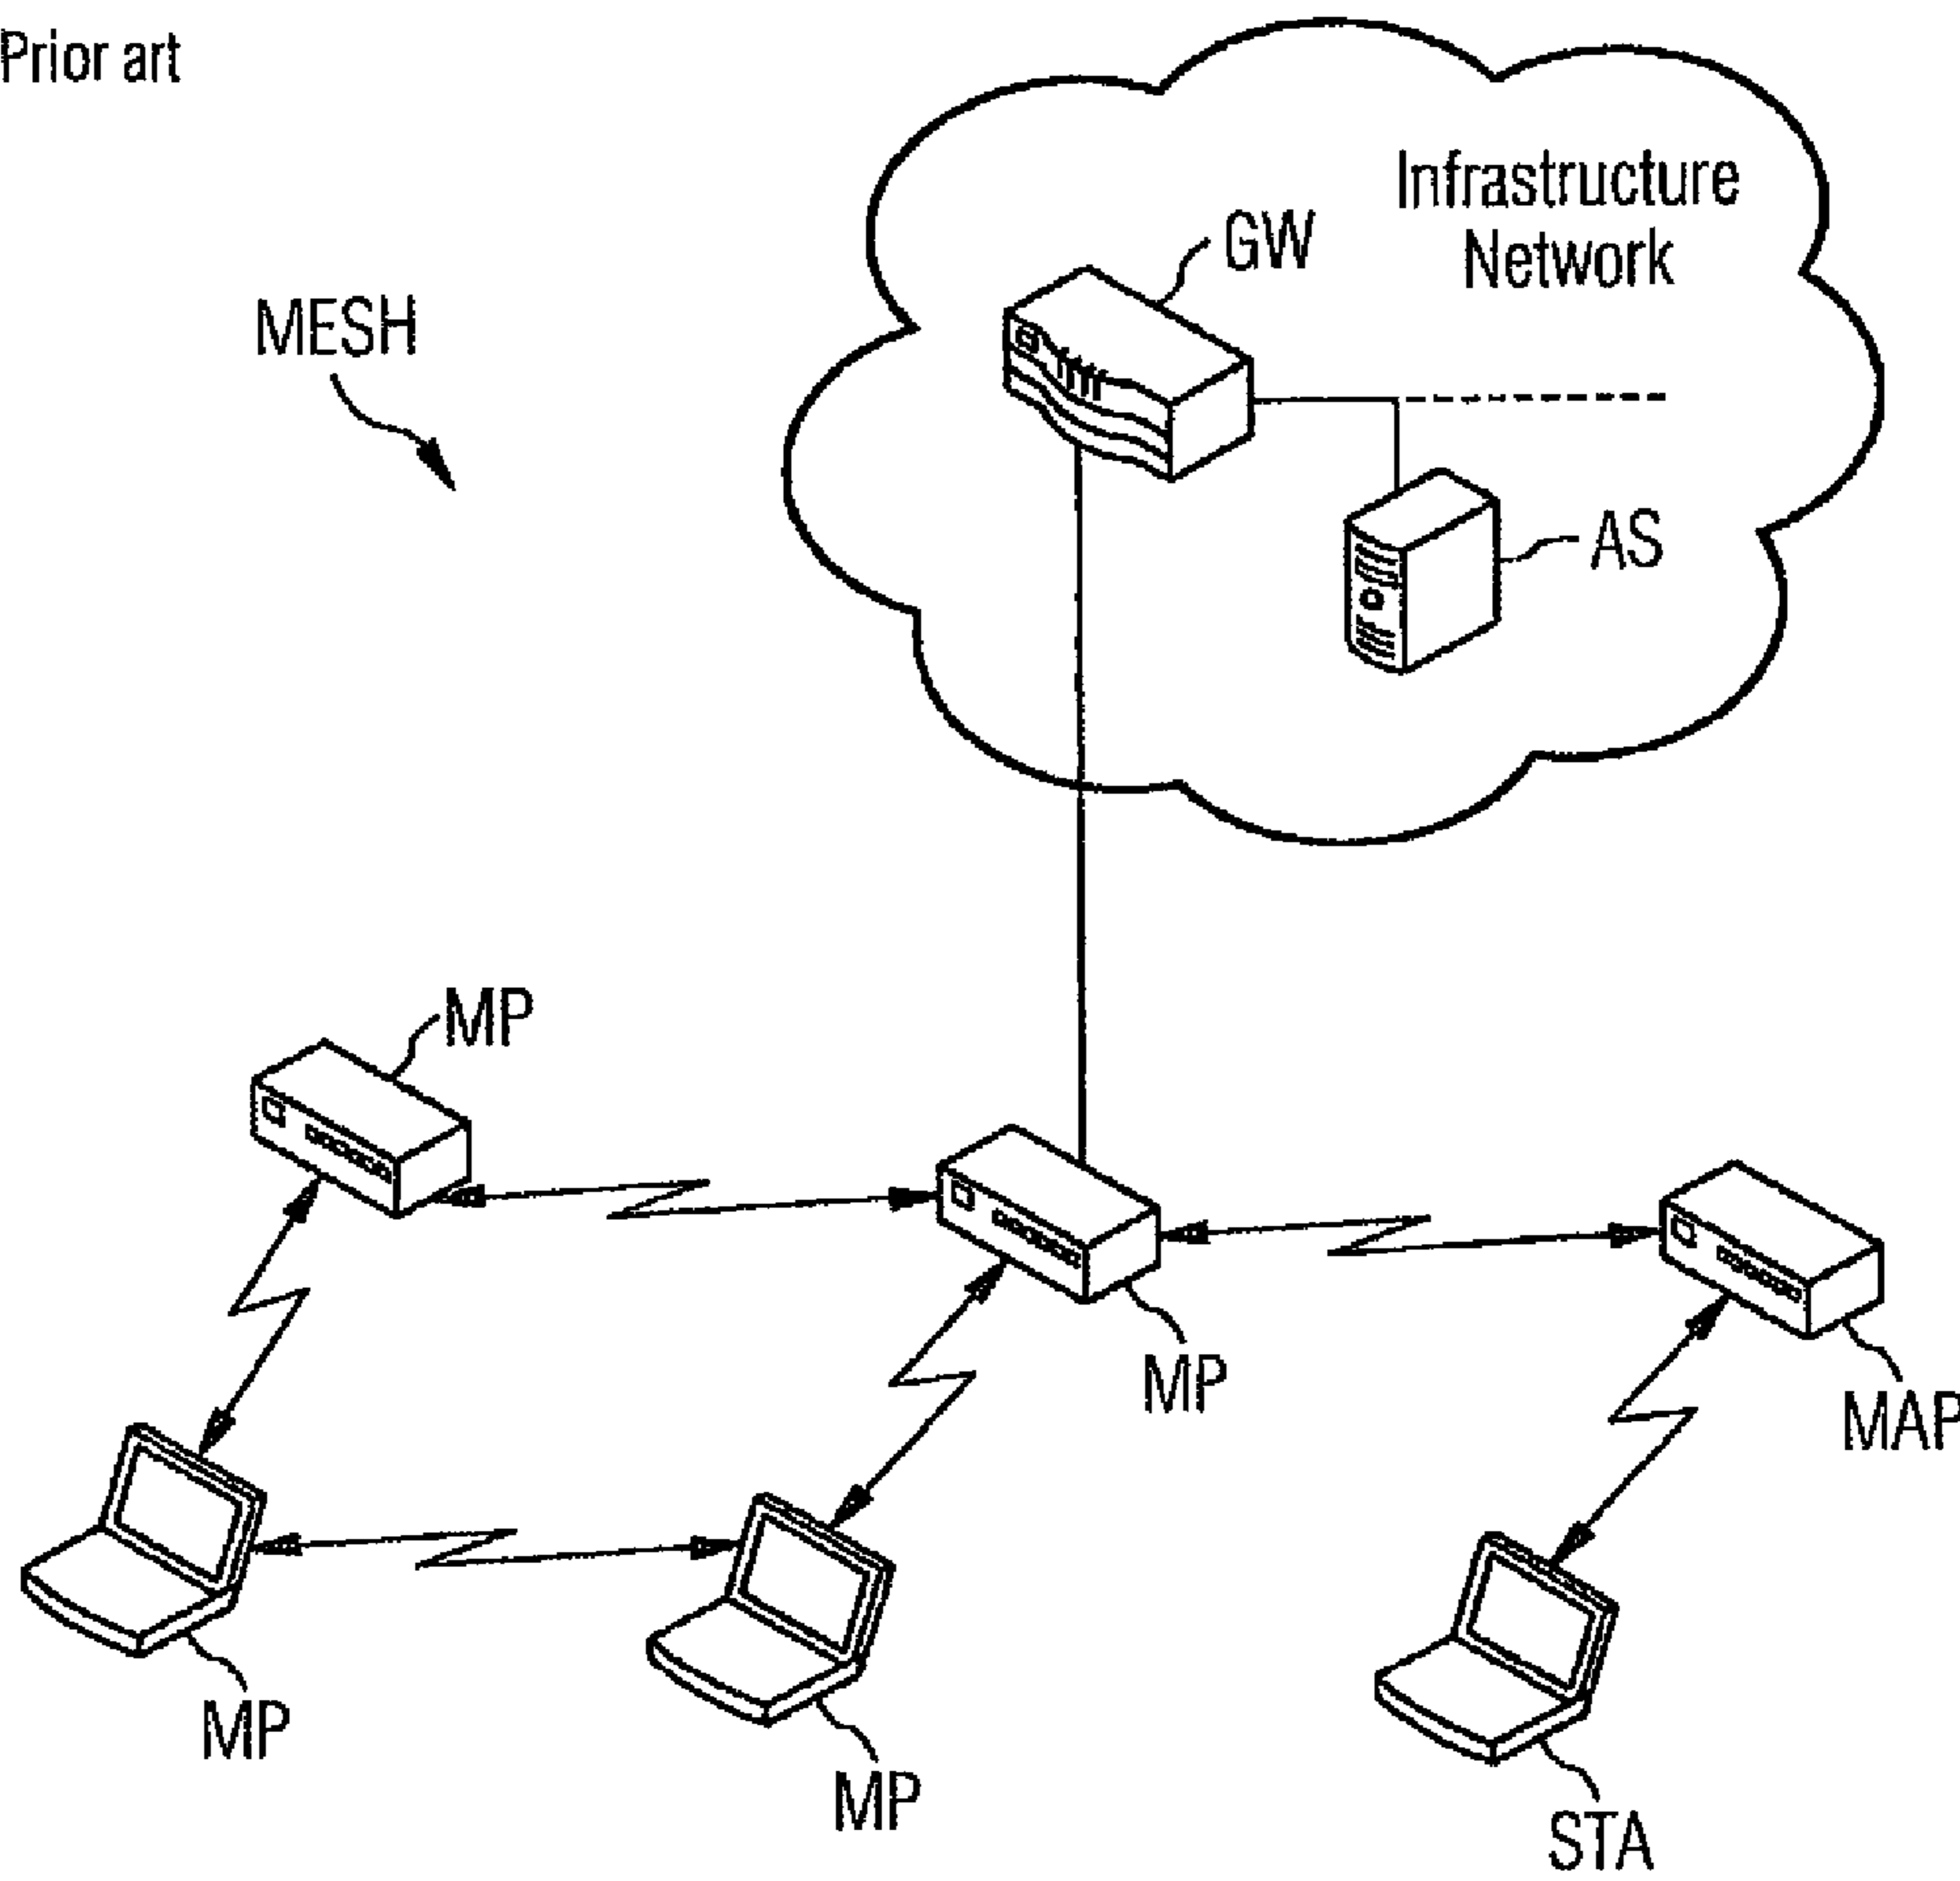 Prior art
Infrastructure
Network
GW
MESH
AS
MP
MP
MAP
MP
MP
STA